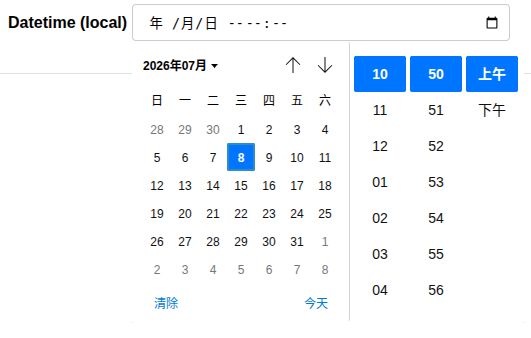 Datetime (local) 年 /月/日 ----:--
2026年07月
日 一 二 三 四 五 六
28 29 30 1 2 3 4
5 6 7 8 9 10 11
12 13 14 15 16 17 18
19 20 21 22 23 24 25
26 27 28 29 30 31 1
2 3 4 5 6 7 8
清除 今天
10 50 上午
11 51 下午
12 52
01 53
02 54
03 55
04 56